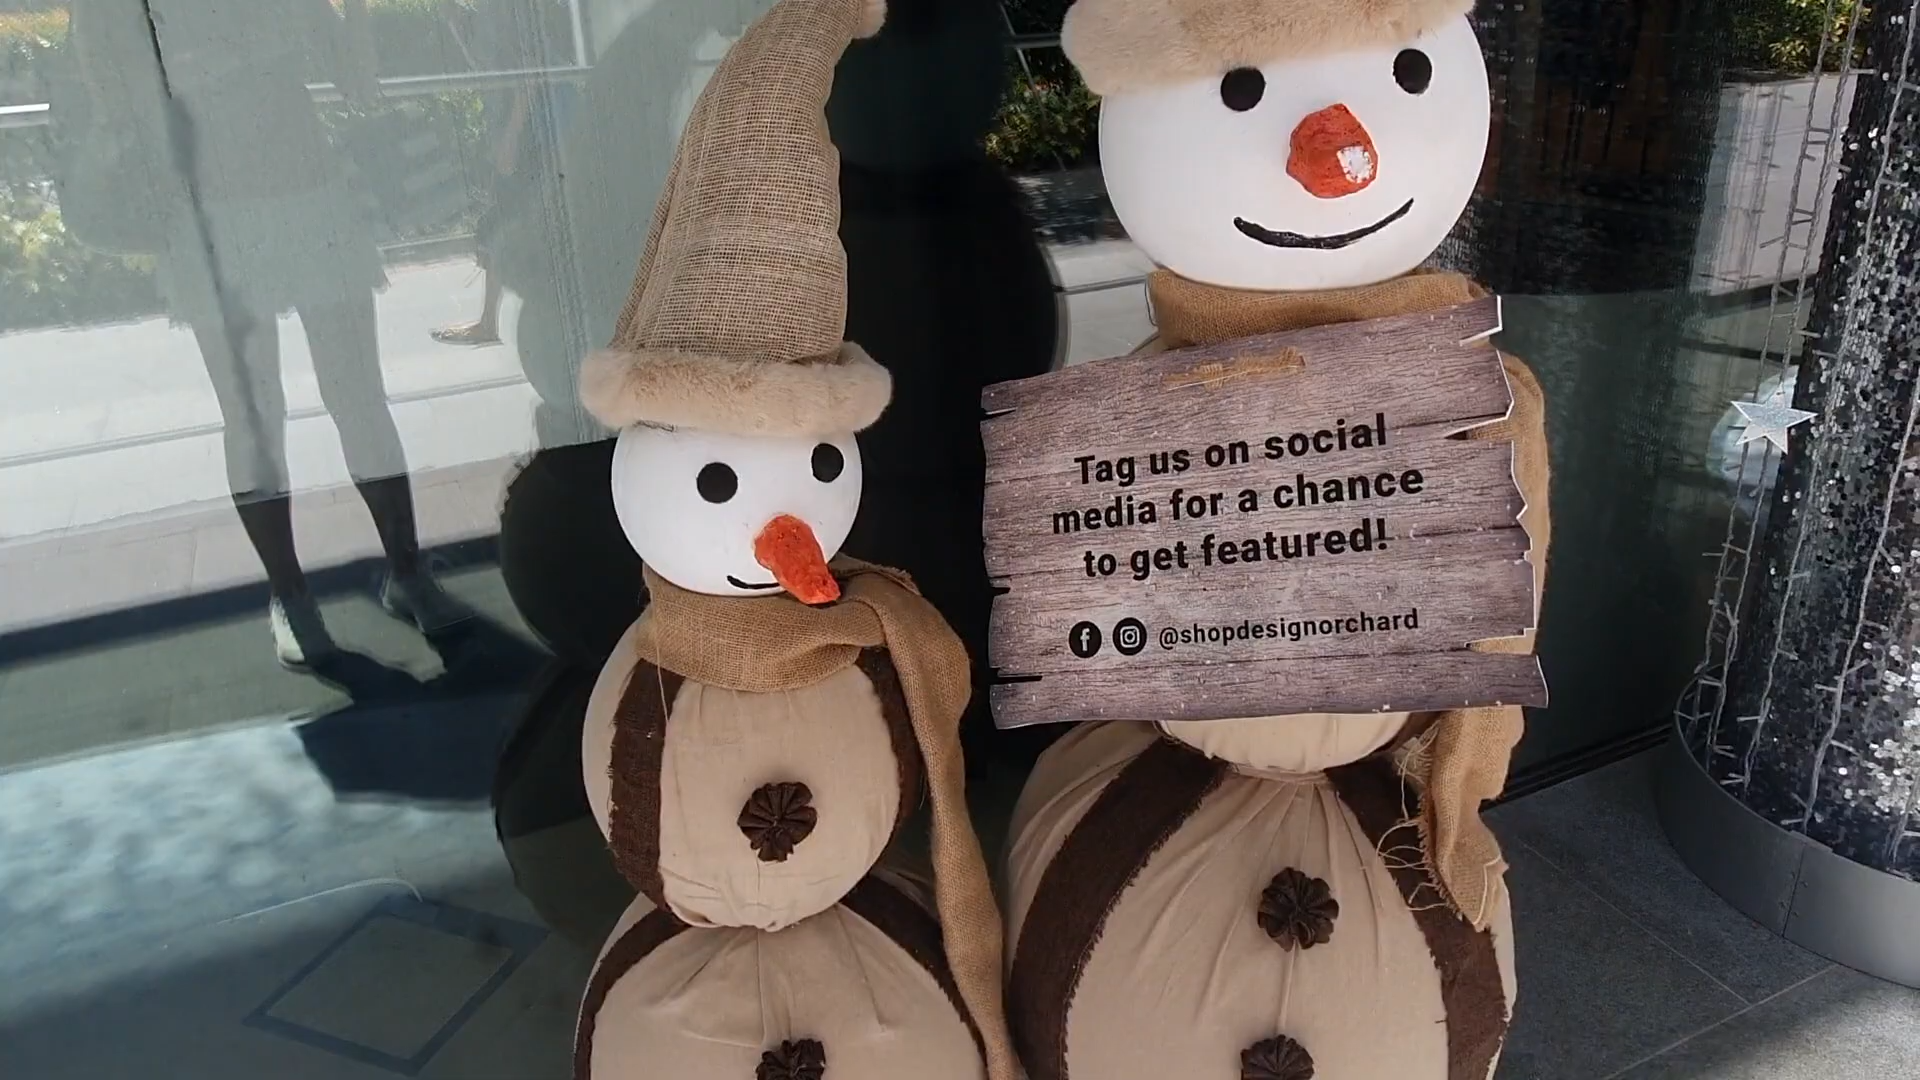 Tag us on social
media for a chance
to get featured!
@shopdesignorchard